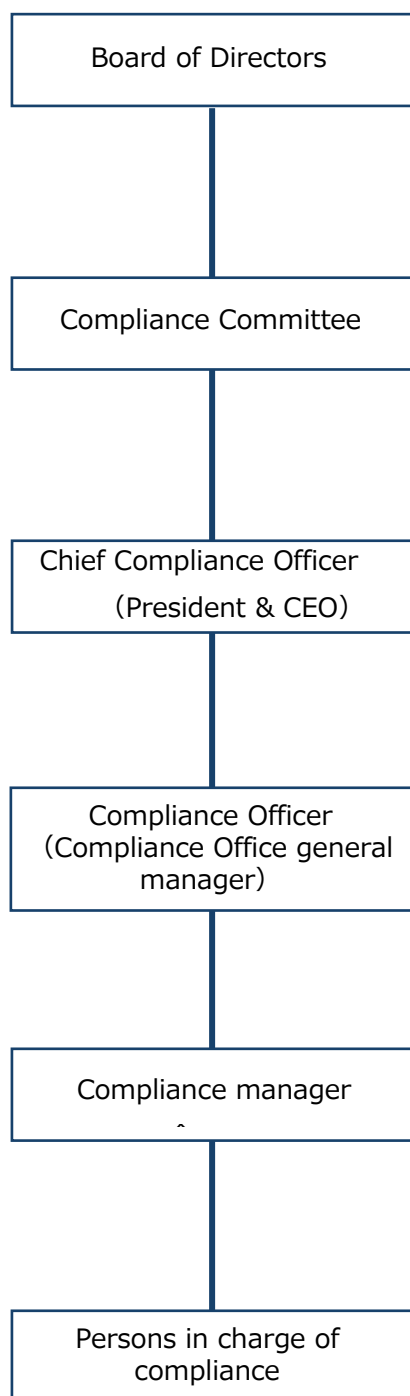 Board of Directors
Compliance Committee
Chief Compliance Officer
（President & CEO）
Compliance Officer
（Compliance Office general
manager）
Compliance manager
Persons in charge of
compliance